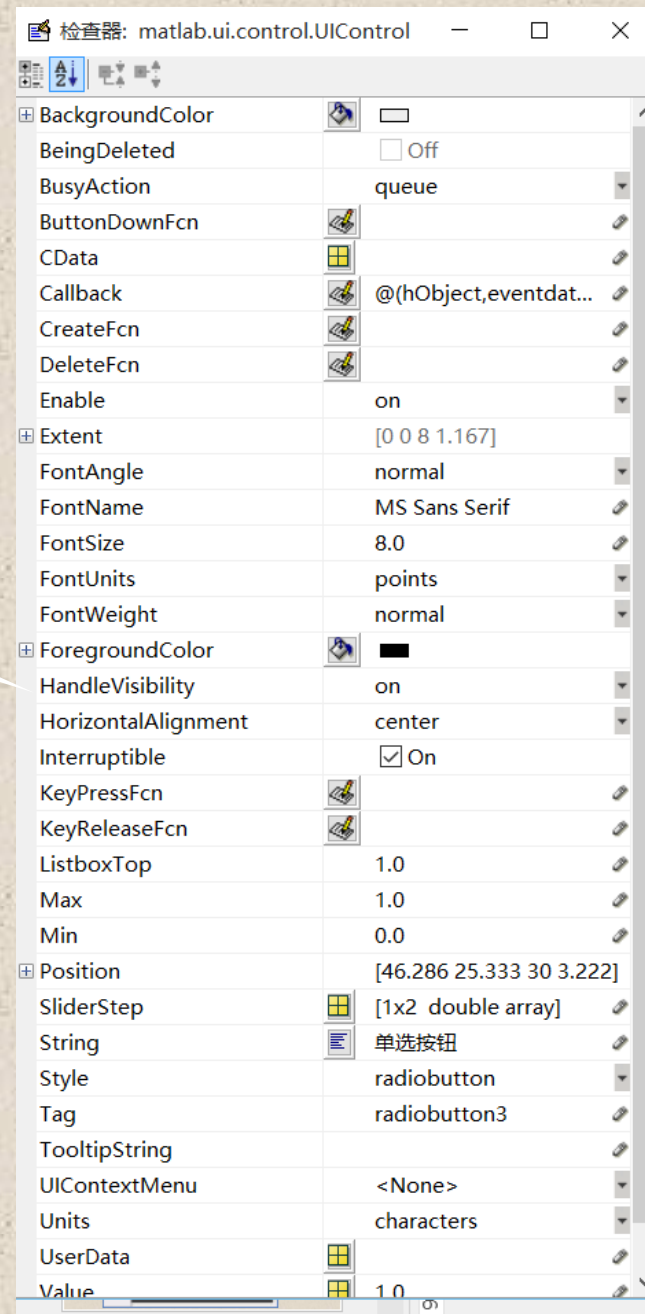 检查器: matlab.ui.control.UIControl
BackgroundColor
BeingDeleted Off
BusyAction queue
ButtonDownFcn
CData
Callback @(hObject,eventdat...
CreateFcn
DeleteFcn
Enable on
Extent [0 0 8 1.167]
FontAngle normal
FontName MS Sans Serif
FontSize 8.0
FontUnits points
FontWeight normal
ForegroundColor
HandleVisibility on
HorizontalAlignment center
Interruptible On
KeyPressFcn
KeyReleaseFcn
ListboxTop 1.0
Max 1.0
Min 0.0
Position [46.286 25.333 30 3.222]
SliderStep [1x2 double array]
String 单选按钮
Style radiobutton
Tag radiobutton3
TooltipString
UIContextMenu <None>
Units characters
UserData
Value 1.0